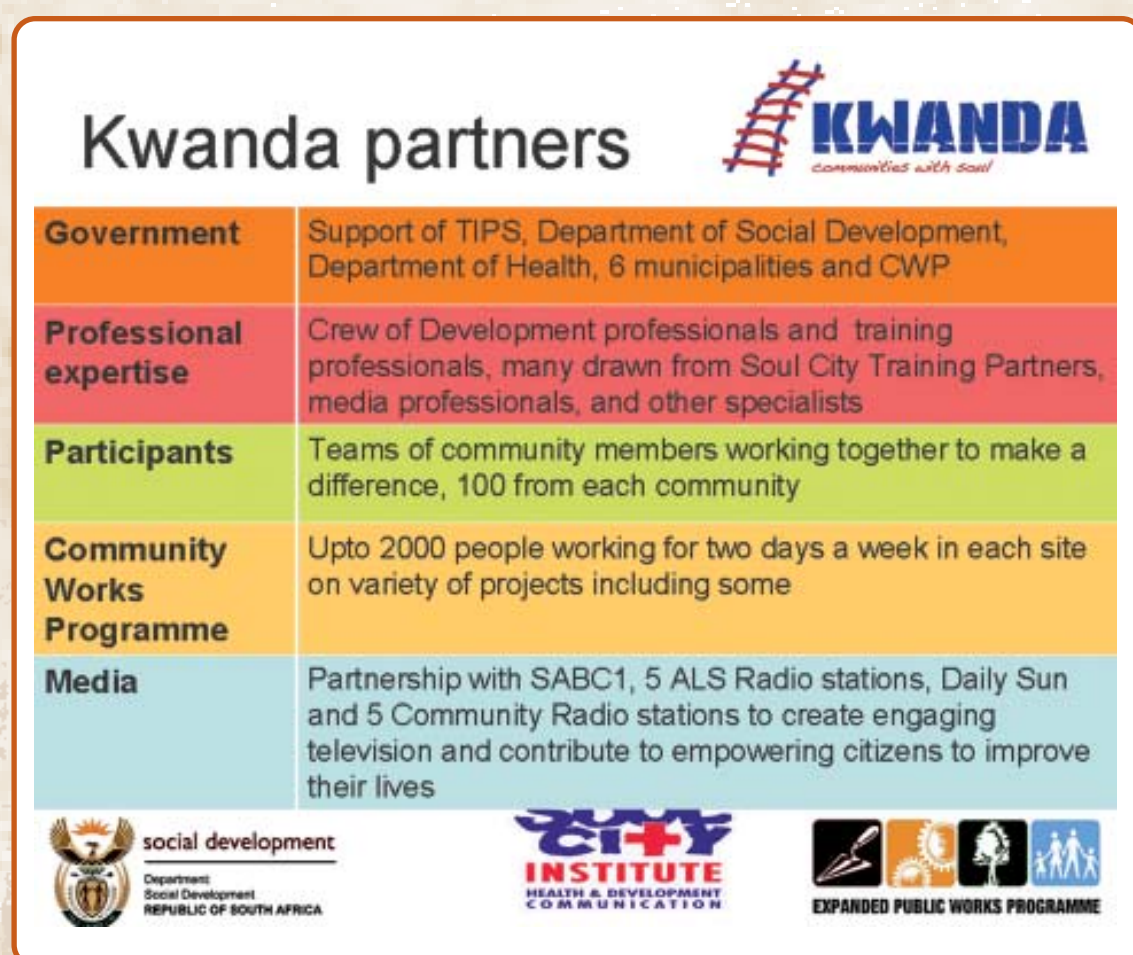 Kwanda partners
KWANDA
communities with soul
Government
Support of TIPS, Department of Social Development,
Department of Health, 6 municipalities and CWP
Professional
expertise
Crew of Development professionals and training
professionals, many drawn from Soul City Training Partners,
media professionals, and other specialists
Participants
Teams of community members working together to make a
difference, 100 from each community
Community
Works
Programme
Upto 2000 people working for two days a week in each site
on variety of projects including some
Media
Partnership with SABC1, 5 ALS Radio stations, Daily Sun
and 5 Community Radio stations to create engaging
television and contribute to empowering citizens to improve
their lives
social development
Department:
Social Development
REPUBLIC OF SOUTH AFRICA
SOUL
CITY
INSTITUTE
HEALTH & DEVELOPMENT
COMMUNICATION
EXPANDED PUBLIC WORKS PROGRAMME